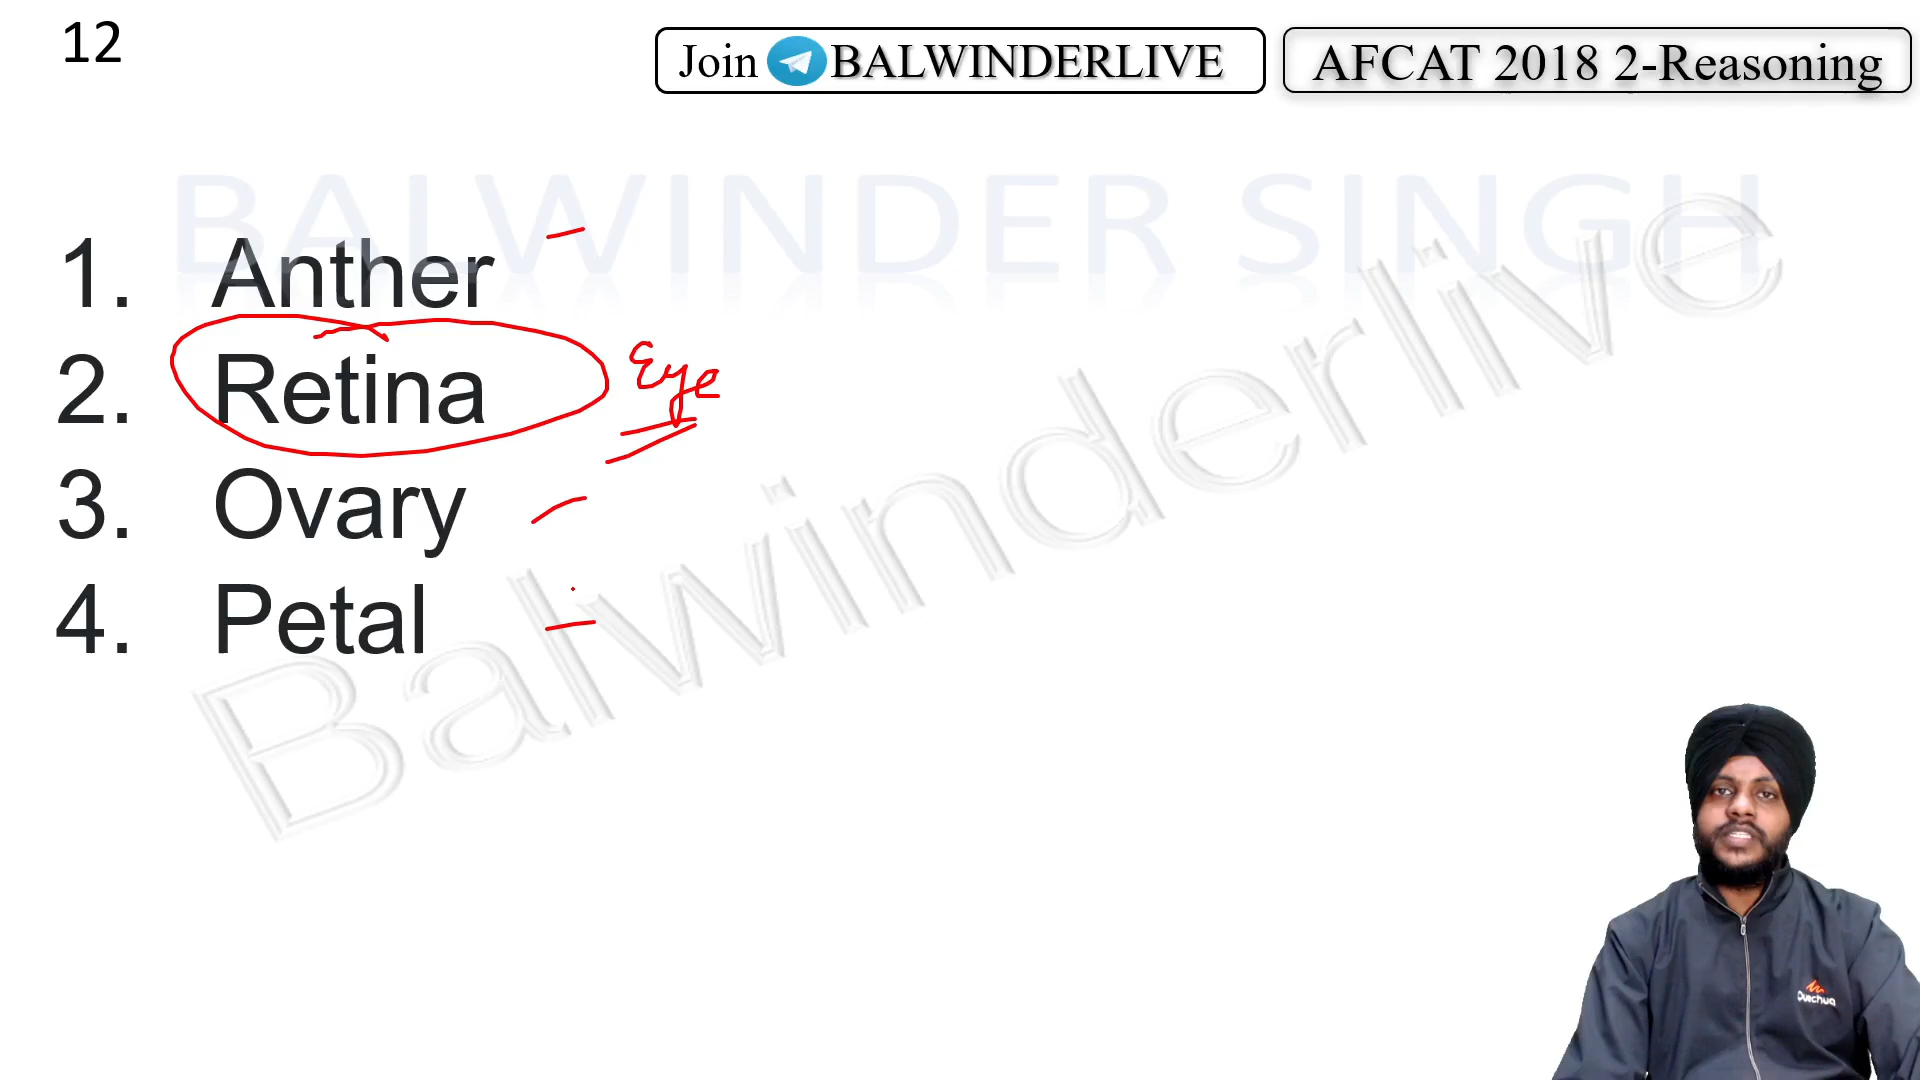 12
Join BALWINDERLIVE
AFCAT 2018 2-Reasoning
BALWINDER SINGH
1. Anther
2. Retina
Eye
3. Ovary
4. Petal
Balwinderlive
Quechua